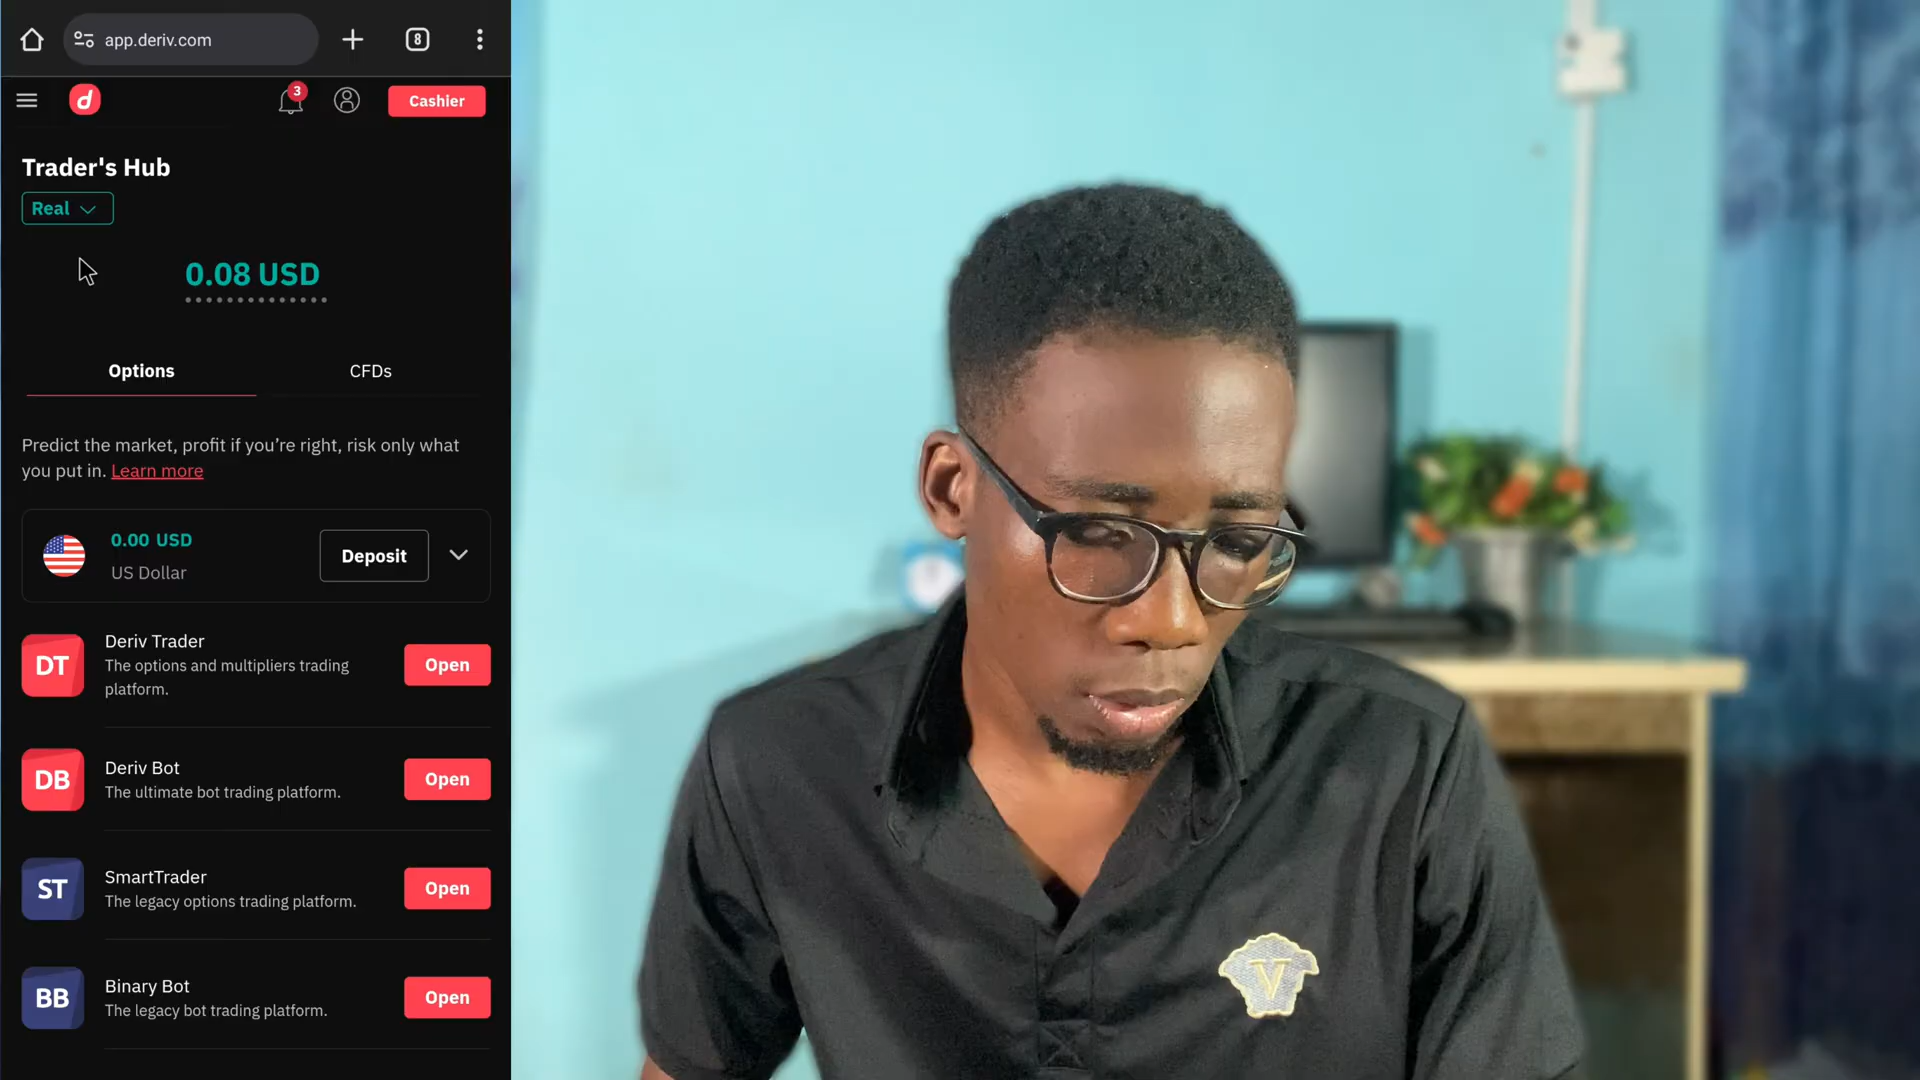 app.deriv.com
8
d
3
Cashier
Trader's Hub
Real
0.08 USD
Options
CFDs
Predict the market, profit if you’re right, risk only what
you put in. Learn more
0.00 USD
US Dollar
Deposit
DT
Deriv Trader
The options and multipliers trading
platform.
Open
DB
Deriv Bot
The ultimate bot trading platform.
Open
ST
SmartTrader
The legacy options trading platform.
Open
BB
Binary Bot
The legacy bot trading platform.
Open
V